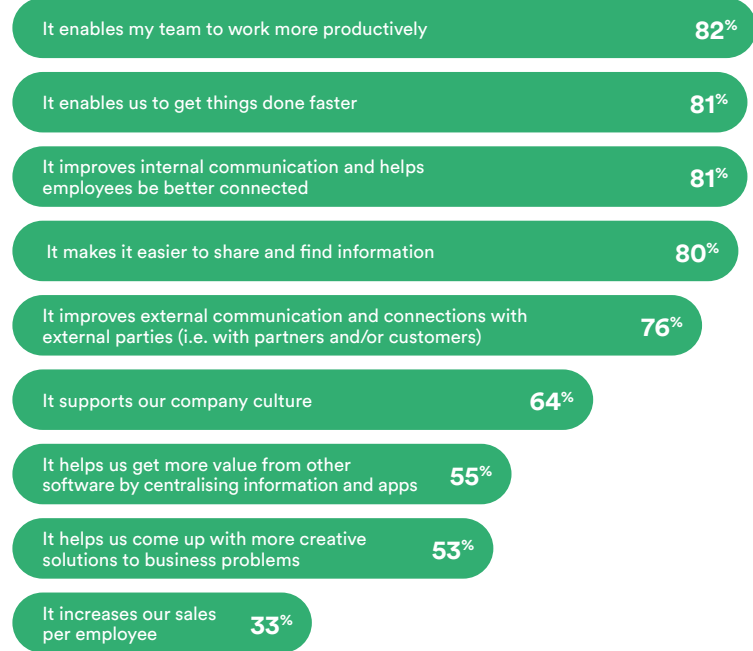 It enables my team to work more productively 82%
It enables us to get things done faster 81%
It improves internal communication and helps
employees be better connected 81%
It makes it easier to share and find information 80%
It improves external communication and connections with
external parties (i.e. with partners and/or customers) 76%
It supports our company culture 64%
It helps us get more value from other
software by centralising information and apps 55%
It helps us come up with more creative
solutions to business problems 53%
It increases our sales
per employee 33%